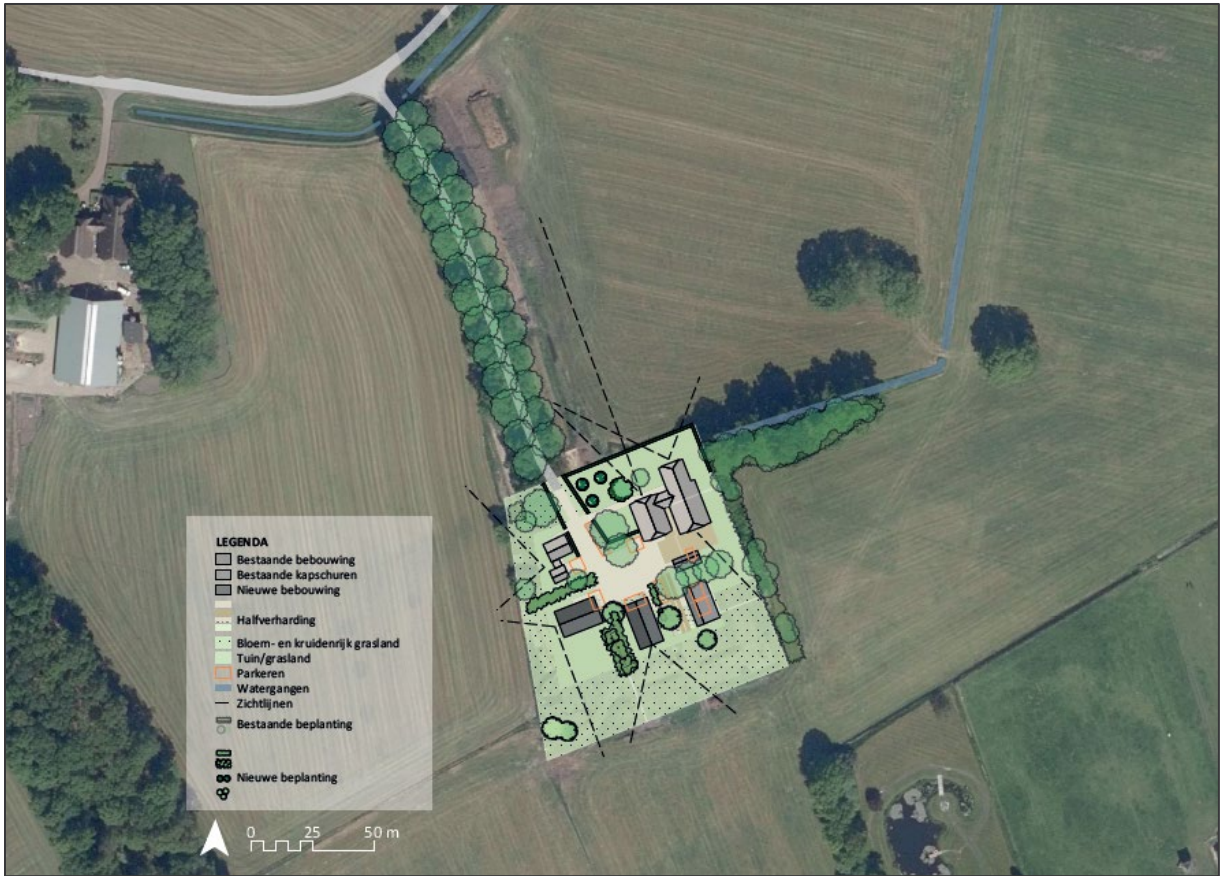 LEGENDA
Bestaande bebouwing
Bestaande kapschuren
Nieuwe bebouwing
Halfverharding
Bloem- en kruidenrijk grasland
Tuin/grasland
Parkeren
Watergangen
Zichtlijnen
Bestaande beplanting
Nieuwe beplanting
0 25 50 m